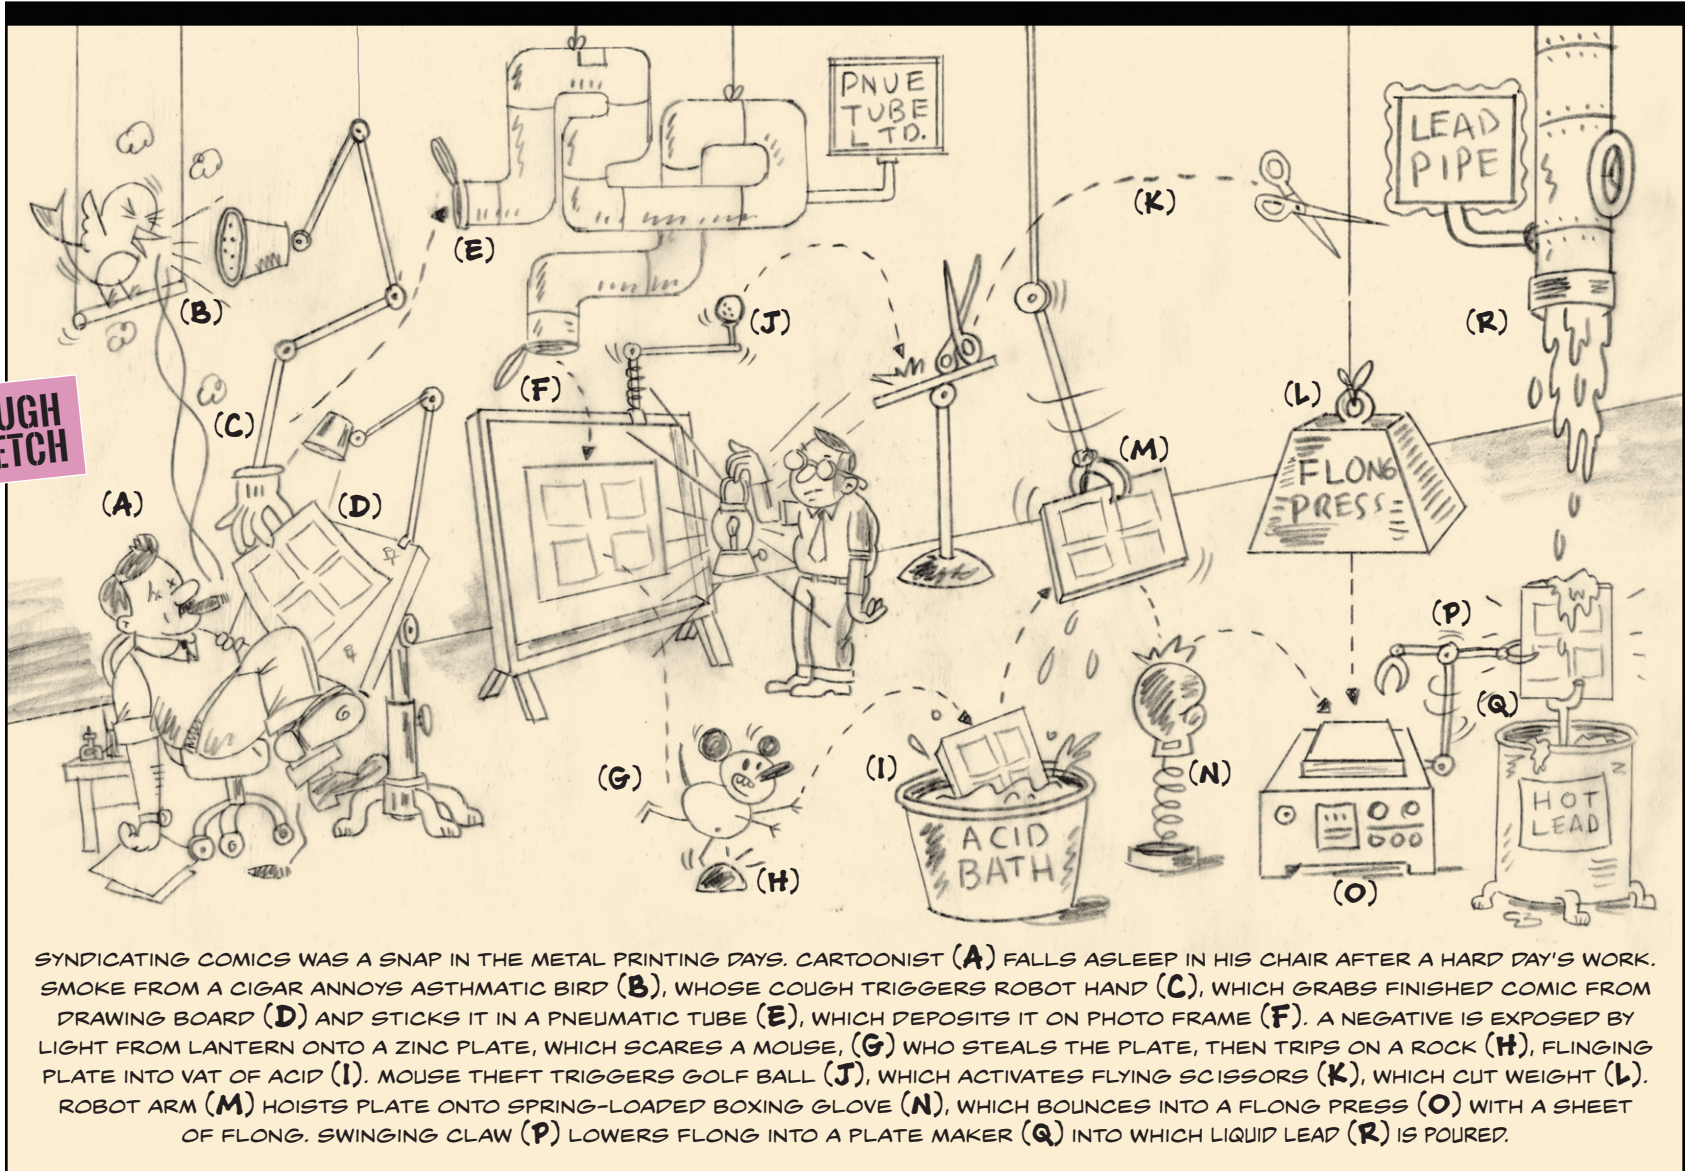 PNUE
TUBE
LTD.
LEAD
PIPE
(K)
(E)
(B)
(J)
(R)
(F)
(L)
(C)
UGH
ETCH
(M)
FLONG
PRESS
(A)
(D)
(P)
(Q)
(G)
(I)
(N)
HOT
LEAD
ACID
BATH
(H)
(O)
SYNDICATING COMICS WAS A SNAP IN THE METAL PRINTING DAYS. CARTOONIST (A) FALLS ASLEEP IN HIS CHAIR AFTER A HARD DAY'S WORK.
SMOKE FROM A CIGAR ANNOYS ASTHMATIC BIRD (B), WHOSE COUGH TRIGGERS ROBOT HAND (C), WHICH GRABS FINISHED COMIC FROM
DRAWING BOARD (D) AND STICKS IT IN A PNEUMATIC TUBE (E), WHICH DEPOSITS IT ON PHOTO FRAME (F). A NEGATIVE IS EXPOSED BY
LIGHT FROM LANTERN ONTO A ZINC PLATE, WHICH SCARES A MOUSE, (G) WHO STEALS THE PLATE, THEN TRIPS ON A ROCK (H), FLINGING
PLATE INTO VAT OF ACID (I). MOUSE THEFT TRIGGERS GOLF BALL (J), WHICH ACTIVATES FLYING SCISSORS (K), WHICH CUT WEIGHT (L).
ROBOT ARM (M) HOISTS PLATE ONTO SPRING-LOADED BOXING GLOVE (N), WHICH BOUNCES INTO A FLONG PRESS (O) WITH A SHEET
OF FLONG. SWINGING CLAW (P) LOWERS FLONG INTO A PLATE MAKER (Q) INTO WHICH LIQUID LEAD (R) IS POURED.